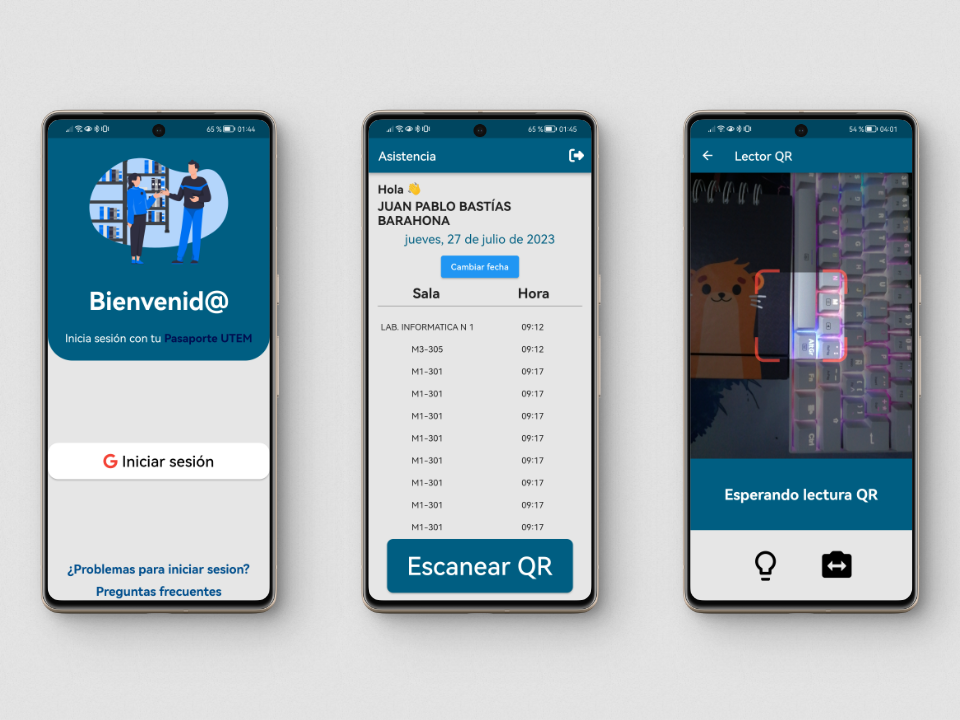 65 % 01:44
Bienvenid@
Inicia sesión con tu Pasaporte UTEM
G Iniciar sesión
¿Problemas para iniciar sesion?
Preguntas frecuentes
65 % 01:45
Asistencia
Hola 👋
JUAN PABLO BASTÍAS
BARAHONA
jueves, 27 de julio de 2023
Cambiar fecha
Sala Hora
LAB. INFORMATICA N 1 09:12
M3-305 09:12
M1-301 09:17
M1-301 09:17
M1-301 09:17
M1-301 09:17
M1-301 09:17
M1-301 09:17
M1-301 09:17
M1-301 09:17
Escanear QR
54 % 04:01
Lector QR
Alt Gr
Ctrl
Esperando lectura QR